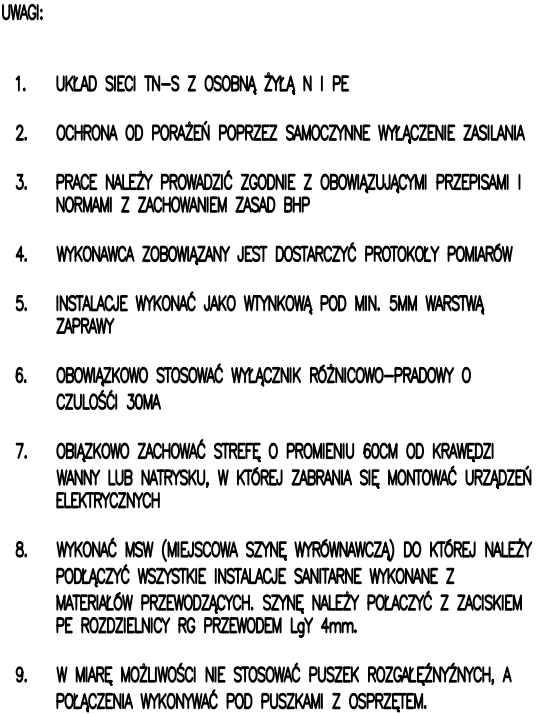 UWAGI:
1. UKŁAD SIECI TN-S Z OSOBNĄ ŻYŁĄ N I PE
2. OCHRONA OD PORAŻEŃ POPRZEZ SAMOCZYNNE WYŁĄCZENIE ZASILANIA
3. PRACE NALEŻY PROWADZIĆ ZGODNIE Z OBOWIĄZUJĄCYMI PRZEPISAMI I
NORMAMI Z ZACHOWANIEM ZASAD BHP
4. WYKONAWCA ZOBOWIĄZANY JEST DOSTARCZYĆ PROTOKOŁY POMIARÓW
5. INSTALACJE WYKONAĆ JAKO WTYNKOWĄ POD MIN. 5MM WARSTWĄ
ZAPRAWY
6. OBOWIĄZKOWO STOSOWAĆ WYŁĄCZNIK RÓŻNICOWO-PRADOWY O
CZULOŚĆI 30MA
7. OBIĄZKOWO ZACHOWAĆ STREFĘ O PROMIENIU 60CM OD KRAWĘDZI
WANNY LUB NATRYSKU, W KTÓREJ ZABRANIA SIĘ MONTOWAĆ URZĄDZEŃ
ELEKTRYCZNYCH
8. WYKONAĆ MSW (MIEJSCOWA SZYNĘ WYRÓWNAWCZĄ) DO KTÓREJ NALEŻY
PODŁĄCZYĆ WSZYSTKIE INSTALACJE SANITARNE WYKONANE Z
MATERIAŁÓW PRZEWODZĄCYCH. SZYNĘ NALEŻY POŁACZYĆ Z ZACISKIEM
PE ROZDZIELNICY RG PRZEWODEM LgY 4mm.
9. W MIARĘ MOŻLIWOŚCI NIE STOSOWAĆ PUSZEK ROZGAŁĘŹNYŹNYCH, A
POŁĄCZENIA WYKONYWAĆ POD PUSZKAMI Z OSPRZĘTEM.